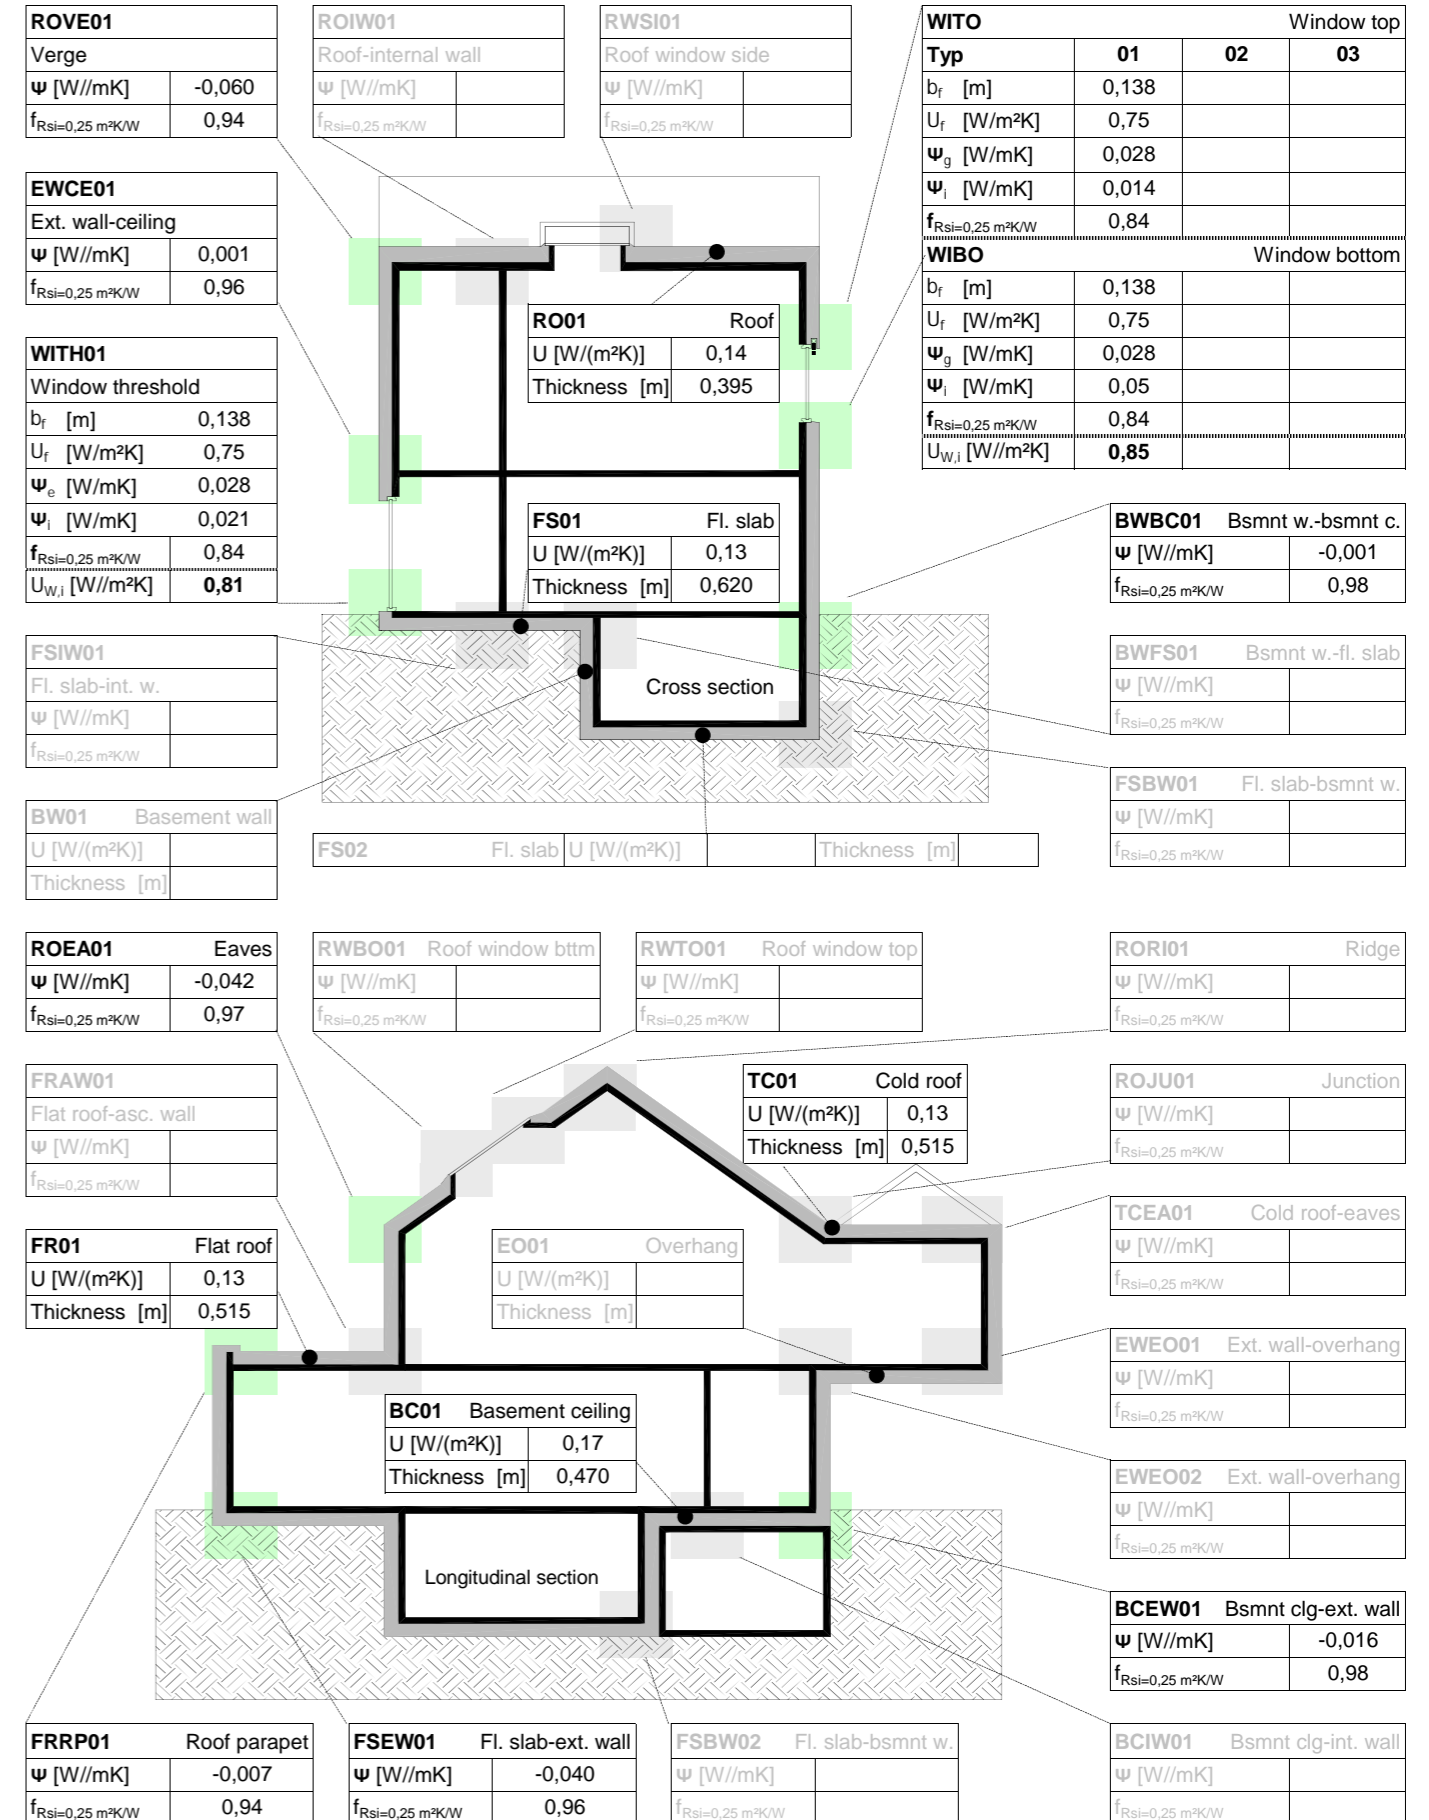 ROVE01
Verge
Ψ [W//mK] -0,060
fRsi=0,25 m²K/W 0,94
ROIW01
Roof-internal wall
Ψ [W//mK]
fRsi=0,25 m²K/W
RWSI01
Roof window side
Ψ [W//mK]
fRsi=0,25 m²K/W
WITO Window top
Typ 01 02 03
bf [m] 0,138
Uf [W/m²K] 0,75
Ψg [W/mK] 0,028
Ψi [W/mK] 0,014
fRsi=0,25 m²K/W 0,84
WIBO Window bottom
bf [m] 0,138
Uf [W/m²K] 0,75
Ψg [W/mK] 0,028
Ψi [W/mK] 0,05
fRsi=0,25 m²K/W 0,84
UW,i [W//m²K] 0,85
EWCE01
Ext. wall-ceiling
Ψ [W//mK] 0,001
fRsi=0,25 m²K/W 0,96
RO01 Roof
U [W/(m²K)] 0,14
Thickness [m] 0,395
WITH01
Window threshold
bf [m] 0,138
Uf [W/m²K] 0,75
Ψe [W/mK] 0,028
Ψi [W/mK] 0,021
fRsi=0,25 m²K/W 0,84
UW,i [W//m²K] 0,81
FS01 Fl. slab
U [W/(m²K)] 0,13
Thickness [m] 0,620
BWBC01 Bsmnt w.-bsmnt c.
Ψ [W//mK] -0,001
fRsi=0,25 m²K/W 0,98
FSIW01
Fl. slab-int. w.
Ψ [W//mK]
fRsi=0,25 m²K/W
Cross section
BWFS01 Bsmnt w.-fl. slab
Ψ [W//mK]
fRsi=0,25 m²K/W
FSBW01 Fl. slab-bsmnt w.
Ψ [W//mK]
fRsi=0,25 m²K/W
BW01 Basement wall
U [W/(m²K)]
Thickness [m]
FS02 Fl. slab U [W/(m²K)] Thickness [m]
ROEA01 Eaves
Ψ [W//mK] -0,042
fRsi=0,25 m²K/W 0,97
RWBO01 Roof window bttm
Ψ [W//mK]
fRsi=0,25 m²K/W
RWTO01 Roof window top
Ψ [W//mK]
fRsi=0,25 m²K/W
RORI01 Ridge
Ψ [W//mK]
fRsi=0,25 m²K/W
FRAW01
Flat roof-asc. wall
Ψ [W//mK]
fRsi=0,25 m²K/W
TC01 Cold roof
U [W/(m²K)] 0,13
Thickness [m] 0,515
ROJU01 Junction
Ψ [W//mK]
fRsi=0,25 m²K/W
TCEA01 Cold roof-eaves
Ψ [W//mK]
fRsi=0,25 m²K/W
FR01 Flat roof
U [W/(m²K)] 0,13
Thickness [m] 0,515
EO01 Overhang
U [W/(m²K)]
Thickness [m]
EWEO01 Ext. wall-overhang
Ψ [W//mK]
fRsi=0,25 m²K/W
BC01 Basement ceiling
U [W/(m²K)] 0,17
Thickness [m] 0,470
EWEO02 Ext. wall-overhang
Ψ [W//mK]
fRsi=0,25 m²K/W
Longitudinal section
BCEW01 Bsmnt clg-ext. wall
Ψ [W//mK] -0,016
fRsi=0,25 m²K/W 0,98
FRRP01 Roof parapet
Ψ [W//mK] -0,007
fRsi=0,25 m²K/W 0,94
FSEW01 Fl. slab-ext. wall
Ψ [W//mK] -0,040
fRsi=0,25 m²K/W 0,96
FSBW02 Fl. slab-bsmnt w.
Ψ [W//mK]
fRsi=0,25 m²K/W
BCIW01 Bsmnt clg-int. wall
Ψ [W//mK]
fRsi=0,25 m²K/W